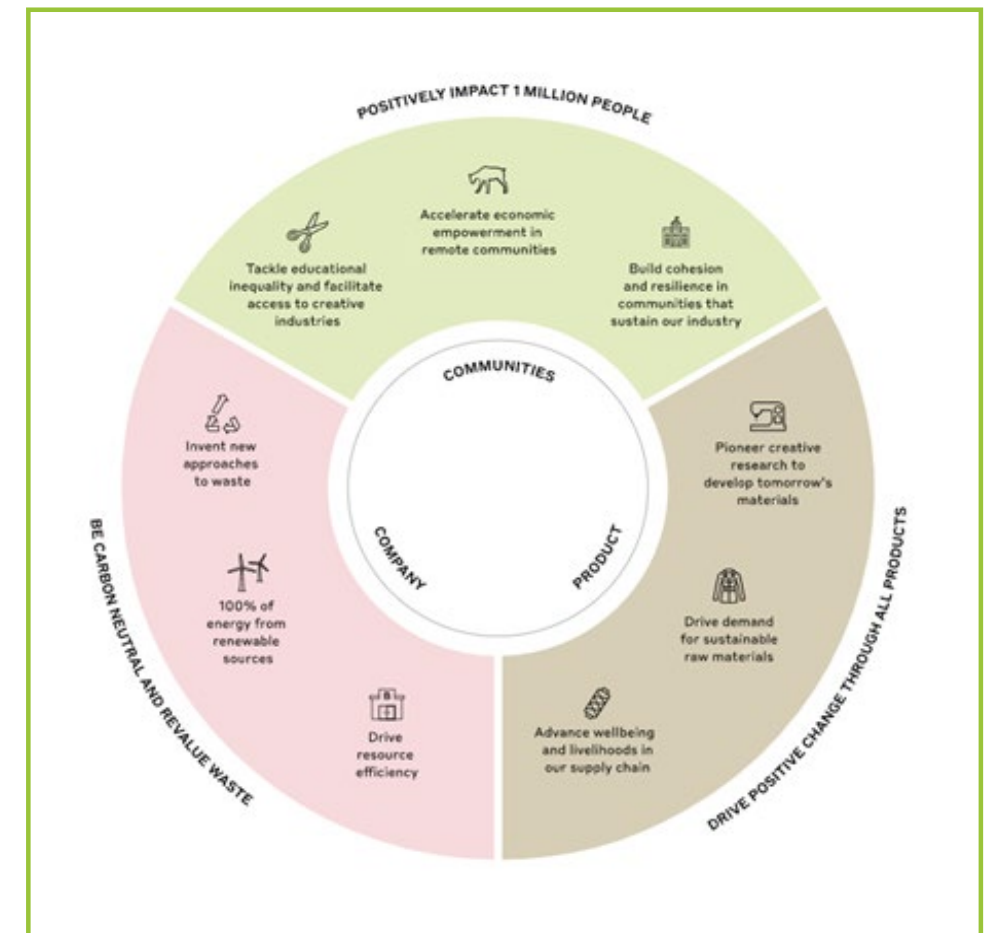 POSITIVELY IMPACT 1 MILLION PEOPLE
Accelerate economic
empowerment in
remote communities
Tackle educational
inequality and facilitate
access to creative
industries
Build cohesion
and resilience in
communities that
sustain our industry
COMMUNITIES
Invent new
approaches
to waste
Pioneer creative
research to
develop tomorrow's
materials
COMPANY
PRODUCT
100% of
energy from
renewable
sources
Drive demand
for sustainable
raw materials
B
Drive
resource
efficiency
Advance wellbeing
and livelihoods in
our supply chain
BE CARBON NEUTRAL AND REVALUE WASTE
DRIVE POSITIVE CHANGE THROUGH ALL PRODUCTS